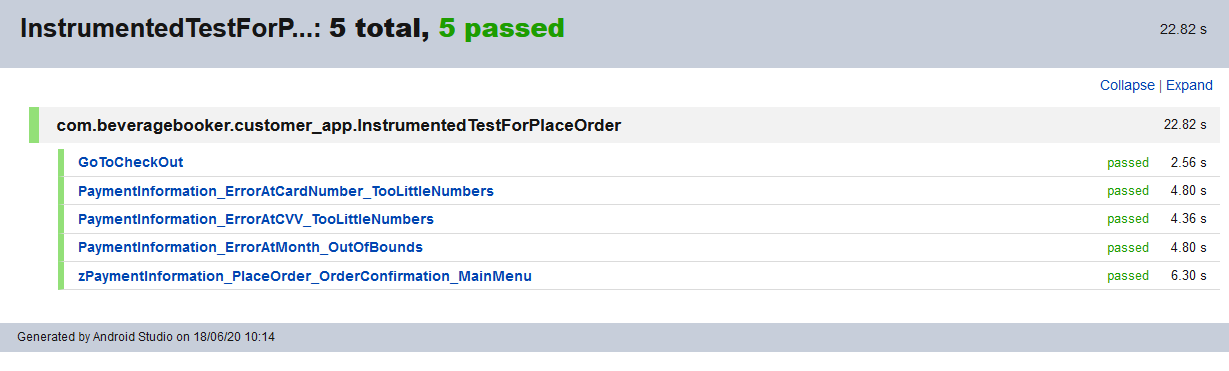 InstrumentedTestForP...: 5 total, 5 passed 22.82 s
Collapse | Expand
com.beveragebooker.customer_app.InstrumentedTestForPlaceOrder 22.82 s
GoToCheckOut passed 2.56 s
PaymentInformation_ErrorAtCardNumber_TooLittleNumbers passed 4.80 s
PaymentInformation_ErrorAtCVV_TooLittleNumbers passed 4.36 s
PaymentInformation_ErrorAtMonth_OutOfBounds passed 4.80 s
zPaymentInformation_PlaceOrder_OrderConfirmation_MainMenu passed 6.30 s
Generated by Android Studio on 18/06/20 10:14